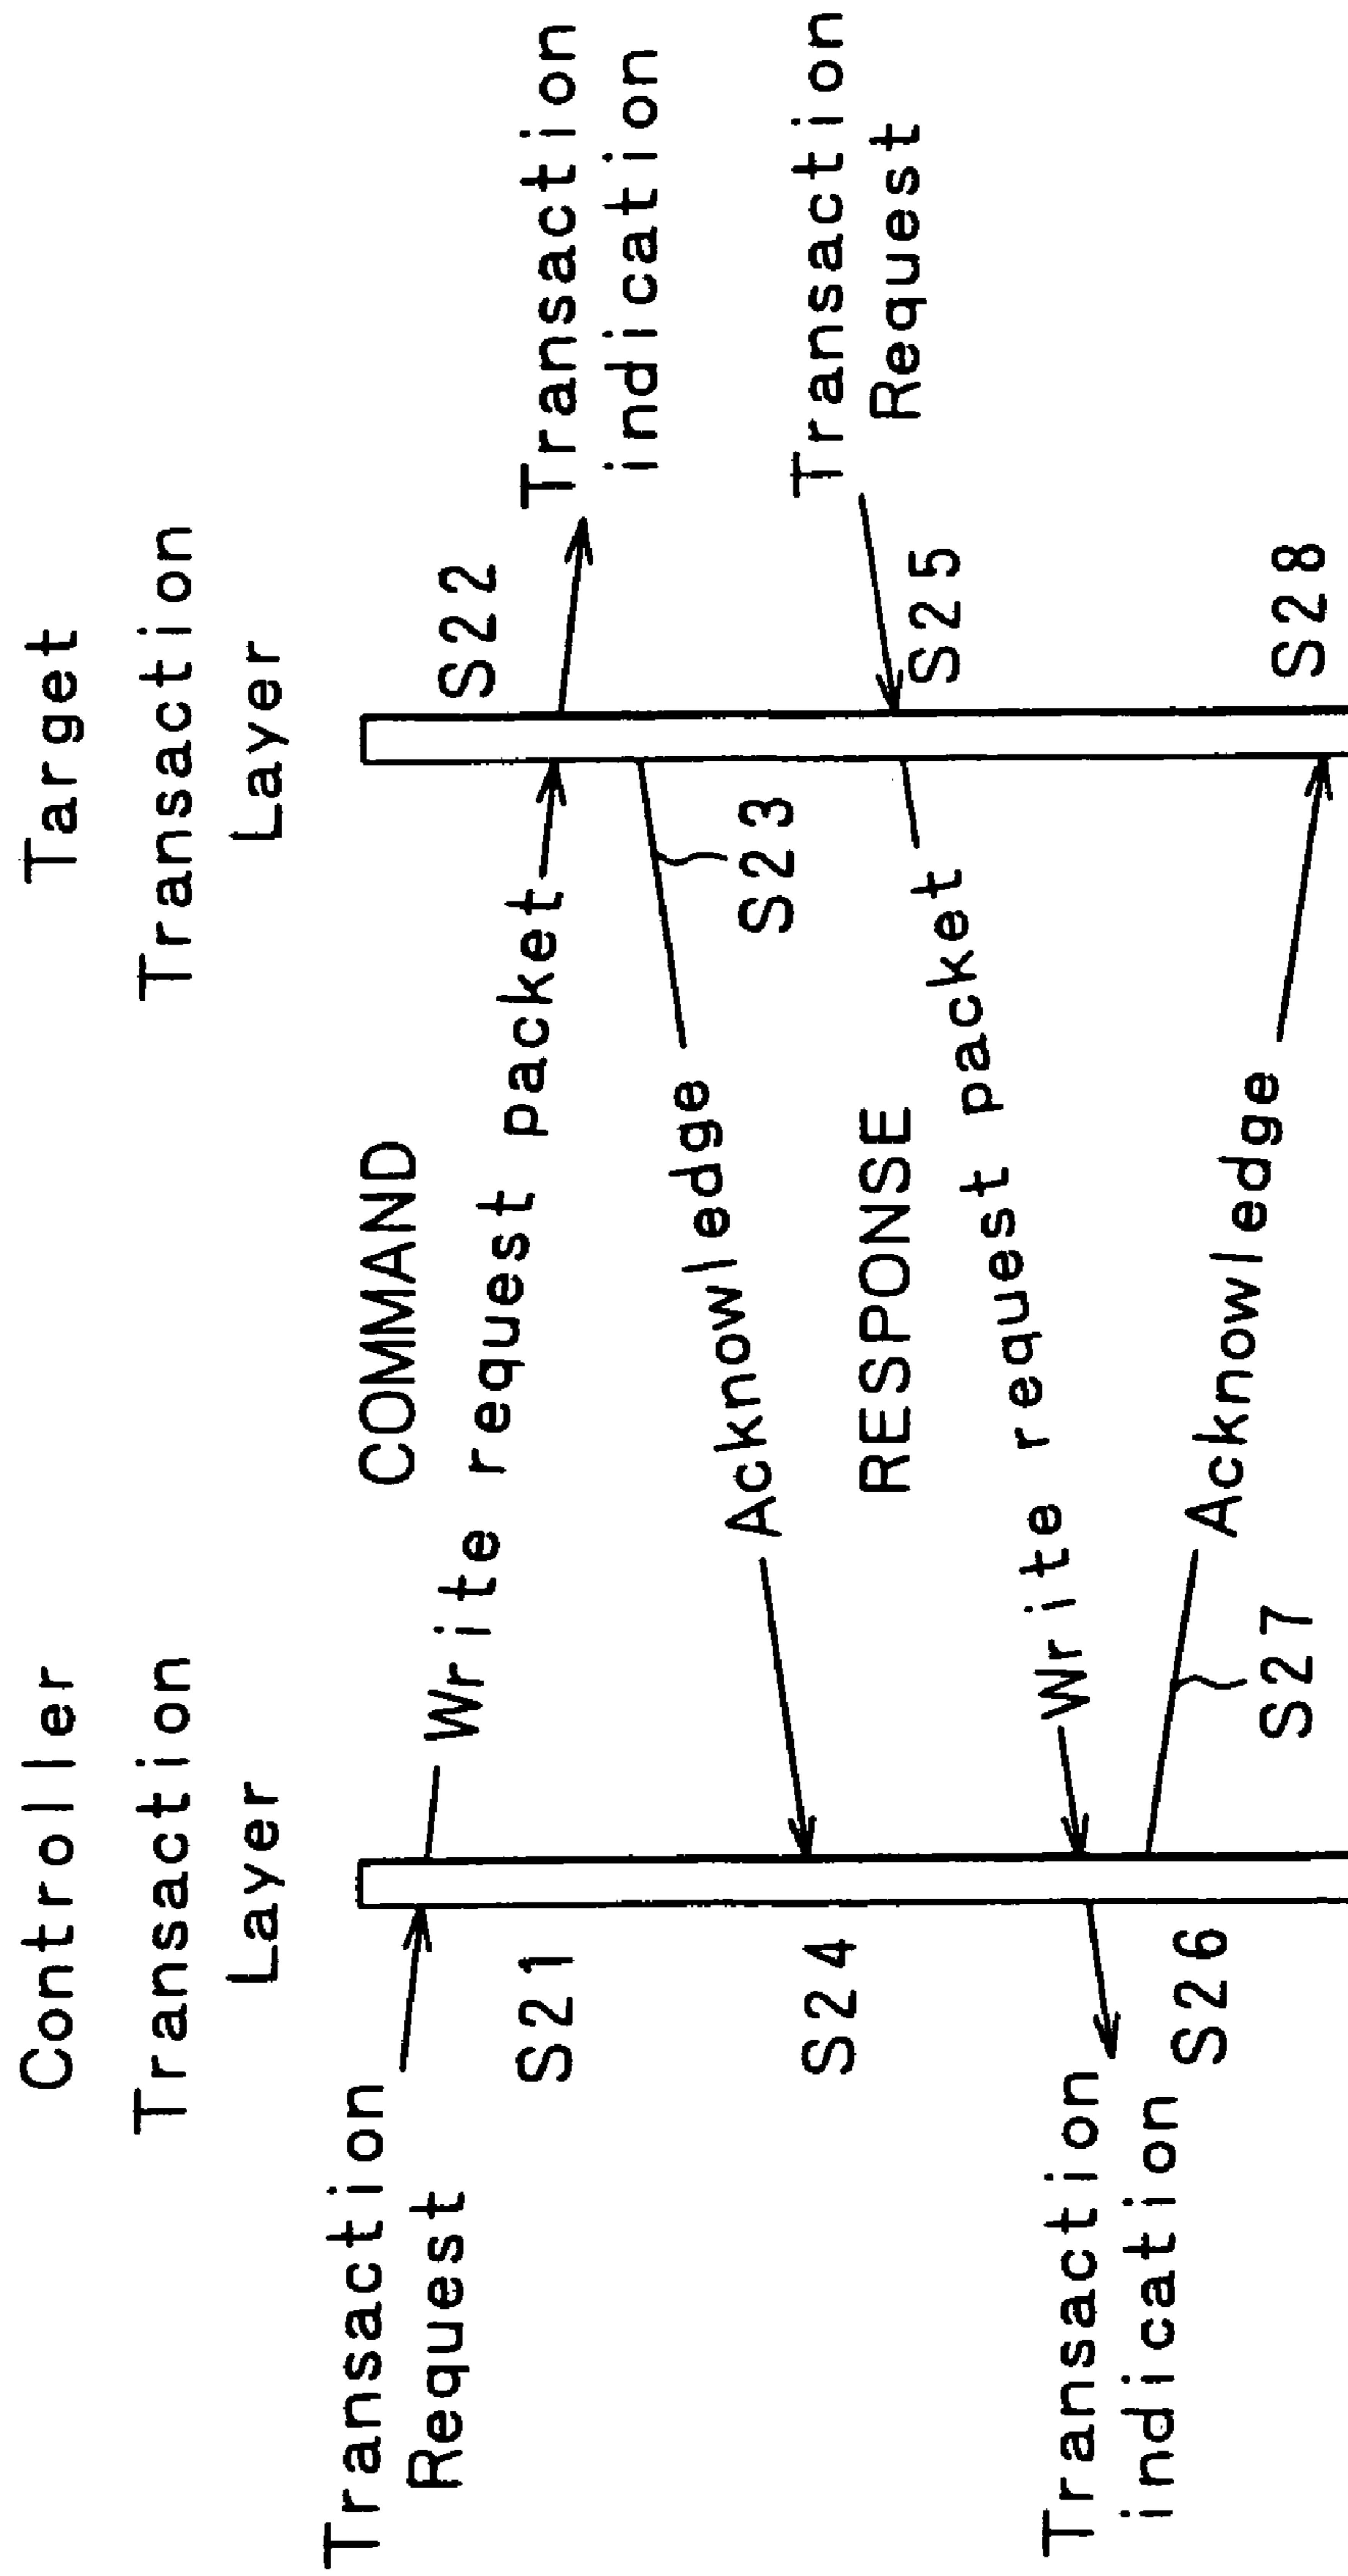 Controller
Transaction
Layer
Target
Transaction
Layer
Transaction
Request
COMMAND
Write request packet
S22
S21
Transaction
indication
Acknowledge
S23
S24
Transaction
Request
RESPONSE
S25
Write request packet
Transaction
indication
S26
Acknowledge
S27
S28